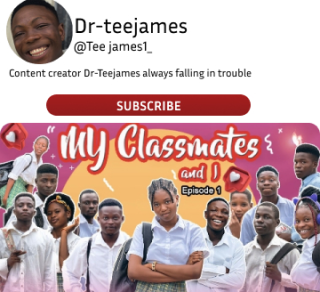 Dr-teejames
@Tee james1_
Content creator Dr-Teejames always falling in trouble
SUBSCRIBE
"MY Classmates
and I
Episode 1